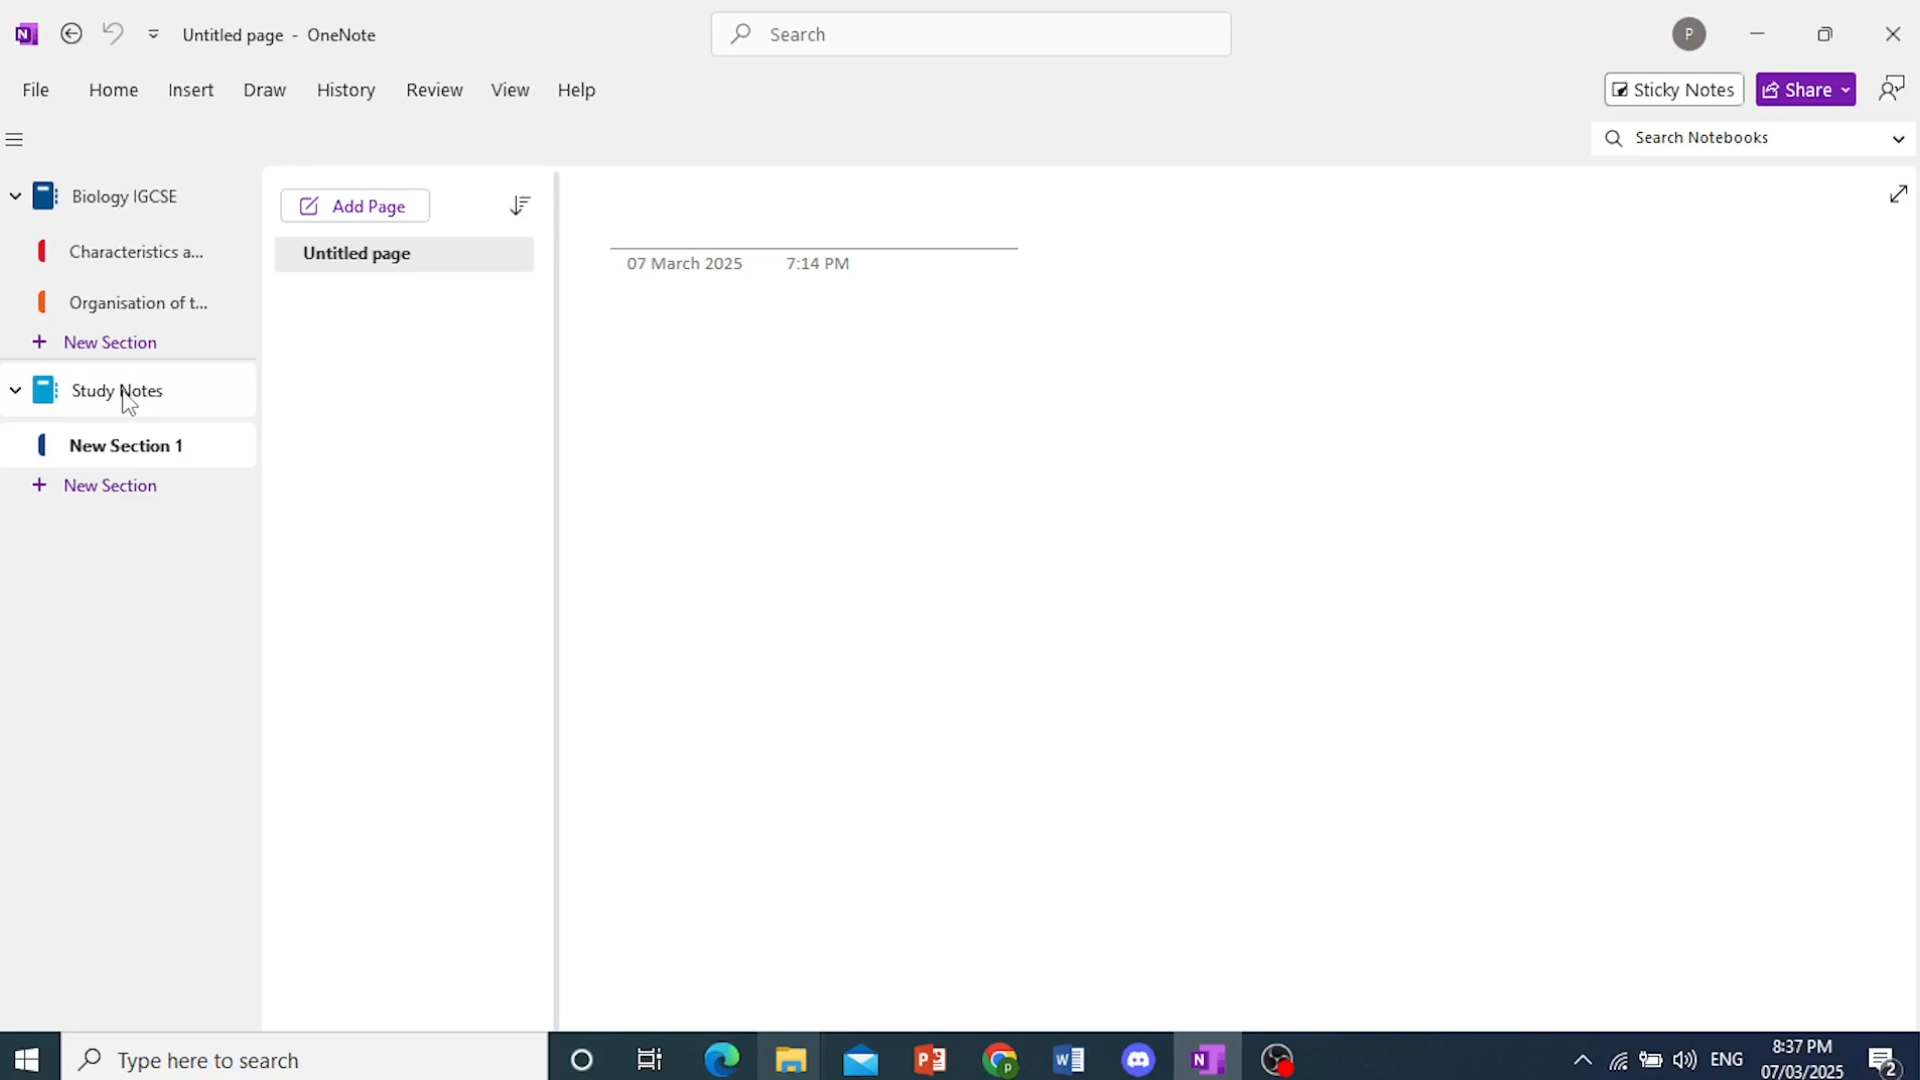 Untitled page - OneNote
Search
P
File Home Insert Draw History Review View Help
Sticky Notes
Share
Search Notebooks
Biology IGCSE
Characteristics a...
Organisation of t...
+ New Section
Study Notes
New Section 1
+ New Section
Add Page
Untitled page
07 March 2025 7:14 PM
Type here to search
ENG
8:37 PM
07/03/2025
2